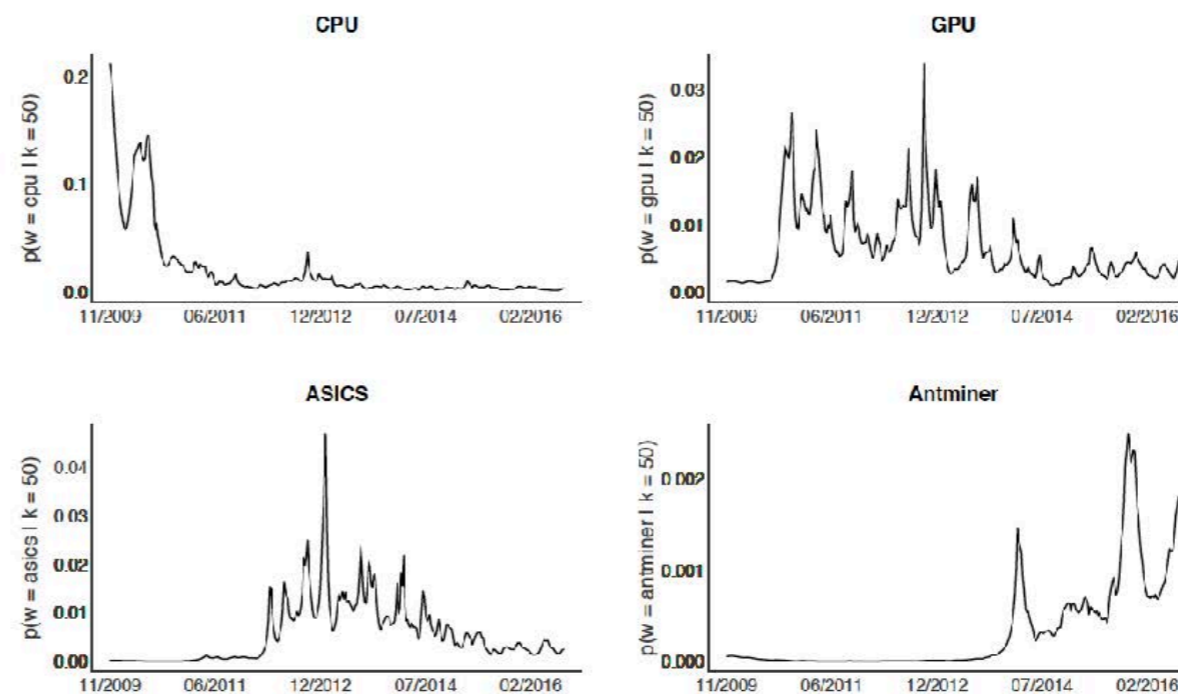 CPU
p(w = cpu | k = 50)
0.2
0.1
0.0
11/2009 06/2011 12/2012 07/2014 02/2016
GPU
p(w = gpu | k = 50)
0.03
0.02
0.01
0.00
11/2009 06/2011 12/2012 07/2014 02/2016
ASICS
p(w = asics | k = 50)
0.04
0.03
0.02
0.01
0.00
11/2009 06/2011 12/2012 07/2014 02/2016
Antminer
p(w = antminer | k = 50)
0.002
0.001
0.000
11/2009 06/2011 12/2012 07/2014 02/2016